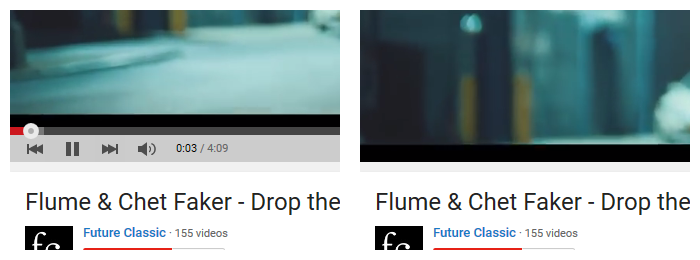 0:03 / 4:09
Flume & Chet Faker - Drop the
Future Classic · 155 videos
fc
Flume & Chet Faker - Drop the
Future Classic · 155 videos
fc